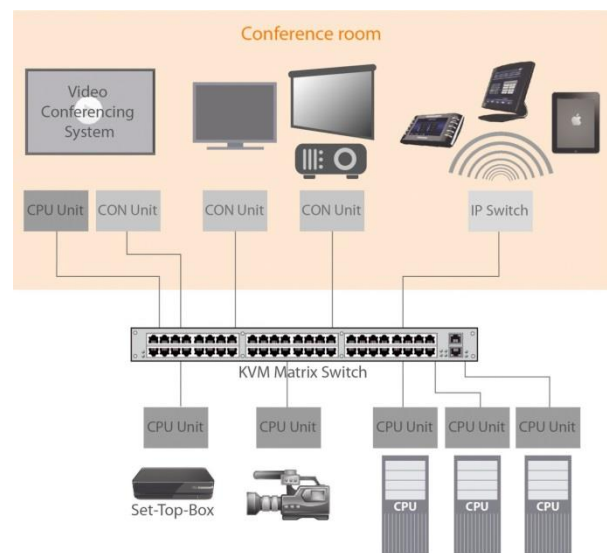 Conference room
Video
Conferencing
System
CPU Unit
CON Unit
CON Unit
CON Unit
IP Switch
KVM Matrix Switch
CPU Unit
CPU Unit
CPU Unit
CPU Unit
CPU Unit
Set-Top-Box
CPU
CPU
CPU